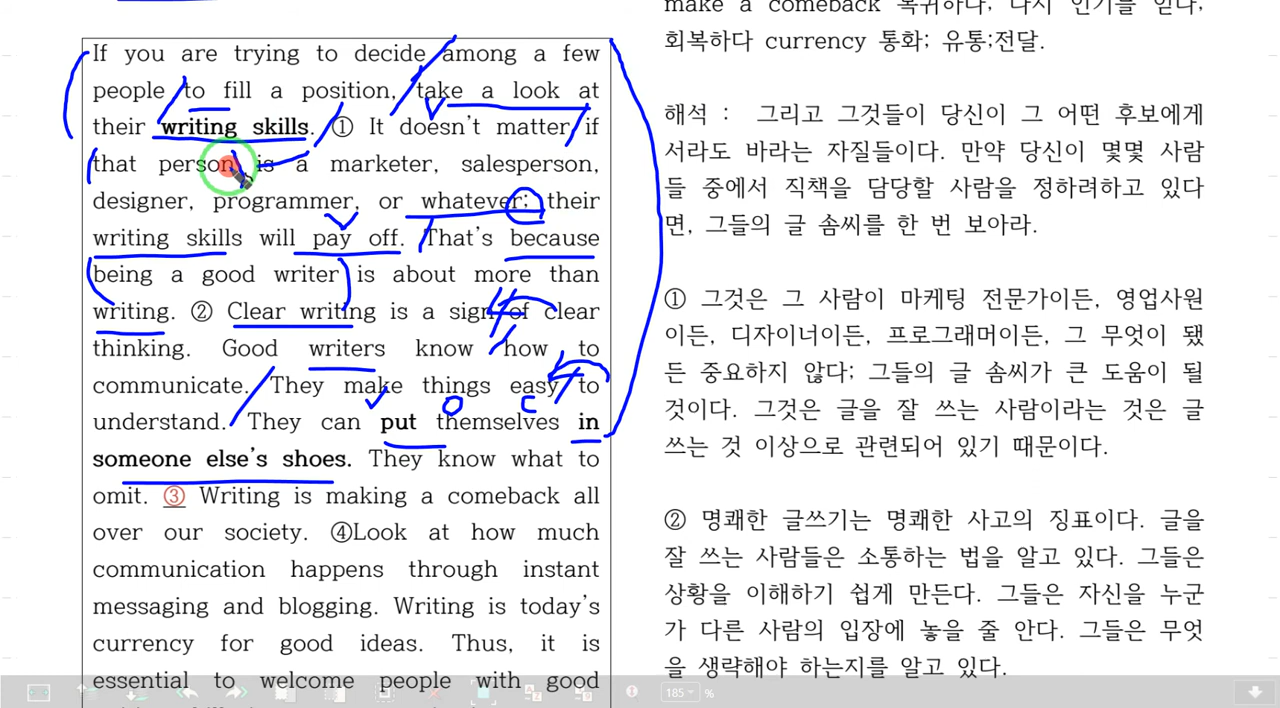 If you are trying to decide among a few
people to fill a position, take a look at
their writing skills. ① It doesn't matter if
that person is a marketer, salesperson,
designer, programmer, or whatever; their
writing skills will pay off. That's because
being a good writer is about more than
writing. ② Clear writing is a sign of clear
thinking. Good writers know how to
communicate. They make things easy to
understand. They can put themselves in
someone else's shoes. They know what to
omit. ③ Writing is making a comeback all
over our society. ④Look at how much
communication happens through instant
messaging and blogging. Writing is today's
currency for good ideas. Thus, it is
essential to welcome people with good
make a comeback 복귀하다, 다시 인기를 얻다,
회복하다 currency 통화; 유통;전달.
해석 : 그리고 그것들이 당신이 그 어떤 후보에게
서라도 바라는 자질들이다. 만약 당신이 몇몇 사람
들 중에서 직책을 담당할 사람을 정하려하고 있다
면, 그들의 글 솜씨를 한 번 보아라.
① 그것은 그 사람이 마케팅 전문가이든, 영업사원
이든, 디자이너이든, 프로그래머이든, 그 무엇이 됐
든 중요하지 않다; 그들의 글 솜씨가 큰 도움이 될
것이다. 그것은 글을 잘 쓰는 사람이라는 것은 글
쓰는 것 이상으로 관련되어 있기 때문이다.
② 명쾌한 글쓰기는 명쾌한 사고의 징표이다. 글을
잘 쓰는 사람들은 소통하는 법을 알고 있다. 그들은
상황을 이해하기 쉽게 만든다. 그들은 자신을 누군
가 다른 사람의 입장에 놓을 줄 안다. 그들은 무엇
을 생략해야 하는지를 알고 있다.
O C
185 %